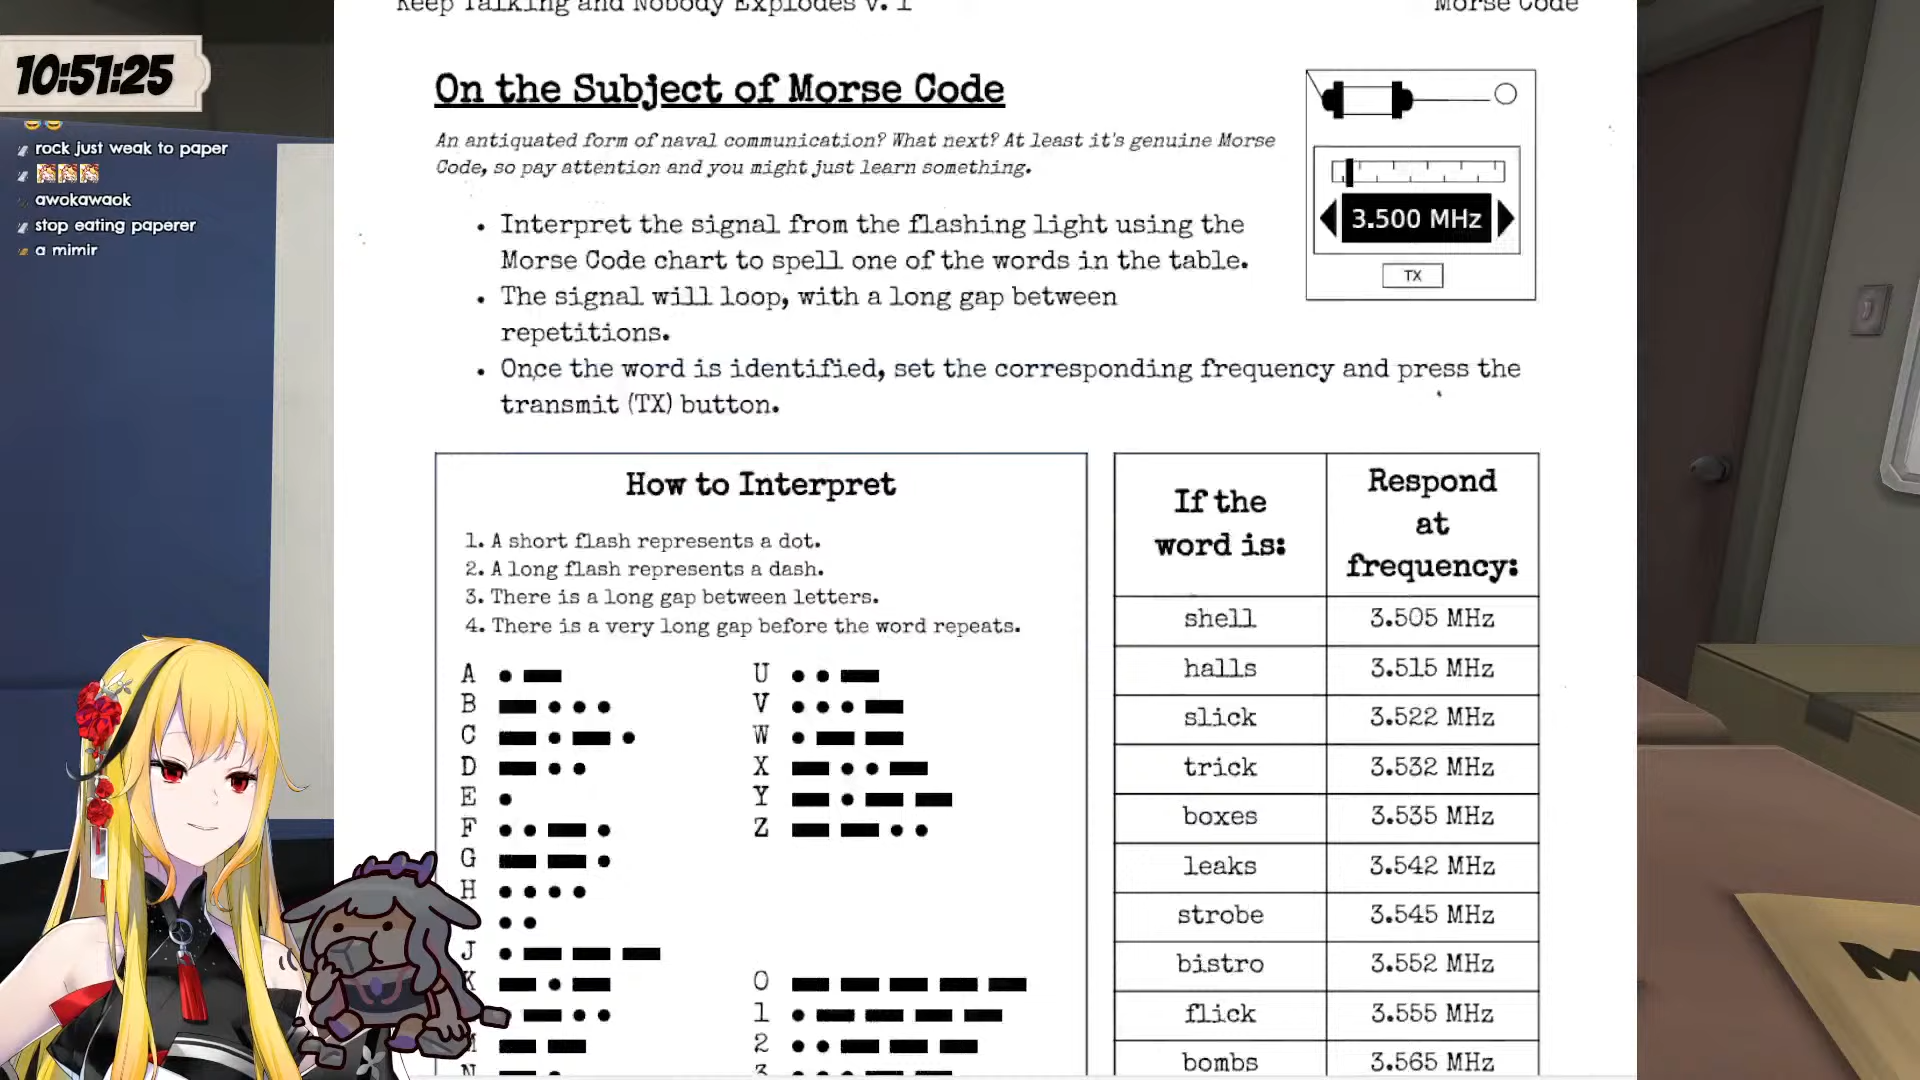 Keep Talking and Nobody Explodes v. 1
Morse Code
10:51:25
rock just weak to paper
awokawaok
stop eating paperer
a mimir
On the Subject of Morse Code
An antiquated form of naval communication? What next? At least it's genuine Morse
Code, so pay attention and you might just learn something.
3.500 MHz
TX
• Interpret the signal from the flashing light using the
Morse Code chart to spell one of the words in the table.
• The signal will loop, with a long gap between
repetitions.
• Once the word is identified, set the corresponding frequency and press the
transmit (TX) button.
How to Interpret
1. A short flash represents a dot.
2. A long flash represents a dash.
3. There is a long gap between letters.
4. There is a very long gap before the word repeats.
A
B
C
D
E
F
G
H
J
K
M
N
U
V
W
X
Y
Z
0
1
2
3
If the
word is:
Respond
at
frequency:
shell 3.505 MHz
halls 3.515 MHz
slick 3.522 MHz
trick 3.532 MHz
boxes 3.535 MHz
leaks 3.542 MHz
strobe 3.545 MHz
bistro 3.552 MHz
flick 3.555 MHz
bombs 3.565 MHz